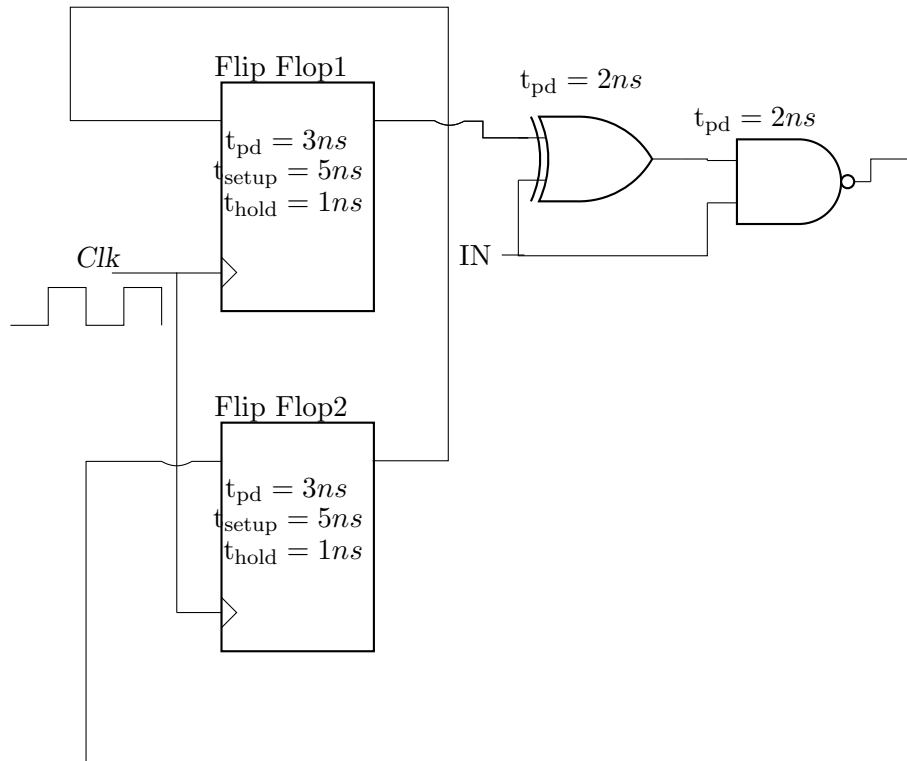 Flip Flop1
t_pd = 3ns
t_setup = 5ns
t_hold = 1ns
t_pd = 2ns
t_pd = 2ns
Clk
IN
Flip Flop2
t_pd = 3ns
t_setup = 5ns
t_hold = 1ns